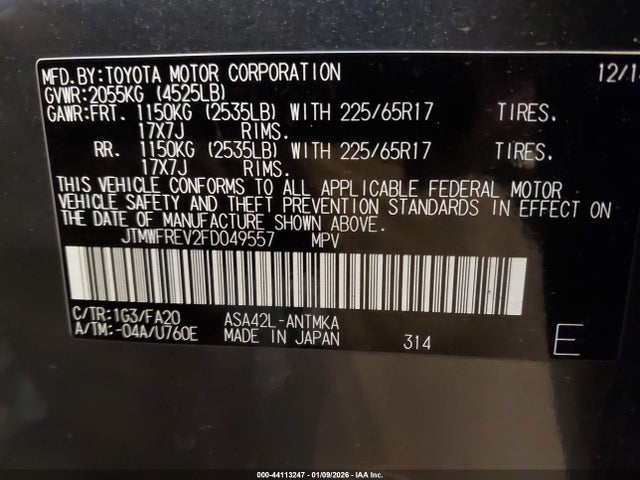 MFD.BY:TOYOTA MOTOR CORPORATION 12/1
GVWR:2055KG (4525LB)
GAWR:FRT. 1150KG (2535LB) WITH 225/65R17 TIRES.
17X7J RIMS.
RR. 1150KG (2535LB) WITH 225/65R17 TIRES.
17X7J RIMS.
THIS VEHICLE CONFORMS TO ALL APPLICABLE FEDERAL MOTOR
VEHICLE SAFETY AND THEFT PREVENTION STANDARDS IN EFFECT ON
THE DATE OF MANUFACTURE SHOWN ABOVE.
JTMWFREV2FD049557 MPV
C/TR:1G3/FA20 ASA42L-ANTMKA
A/TM:-04A/U760E MADE IN JAPAN 314 E
000-44113247 - 01/09/2026 - IAA Inc.